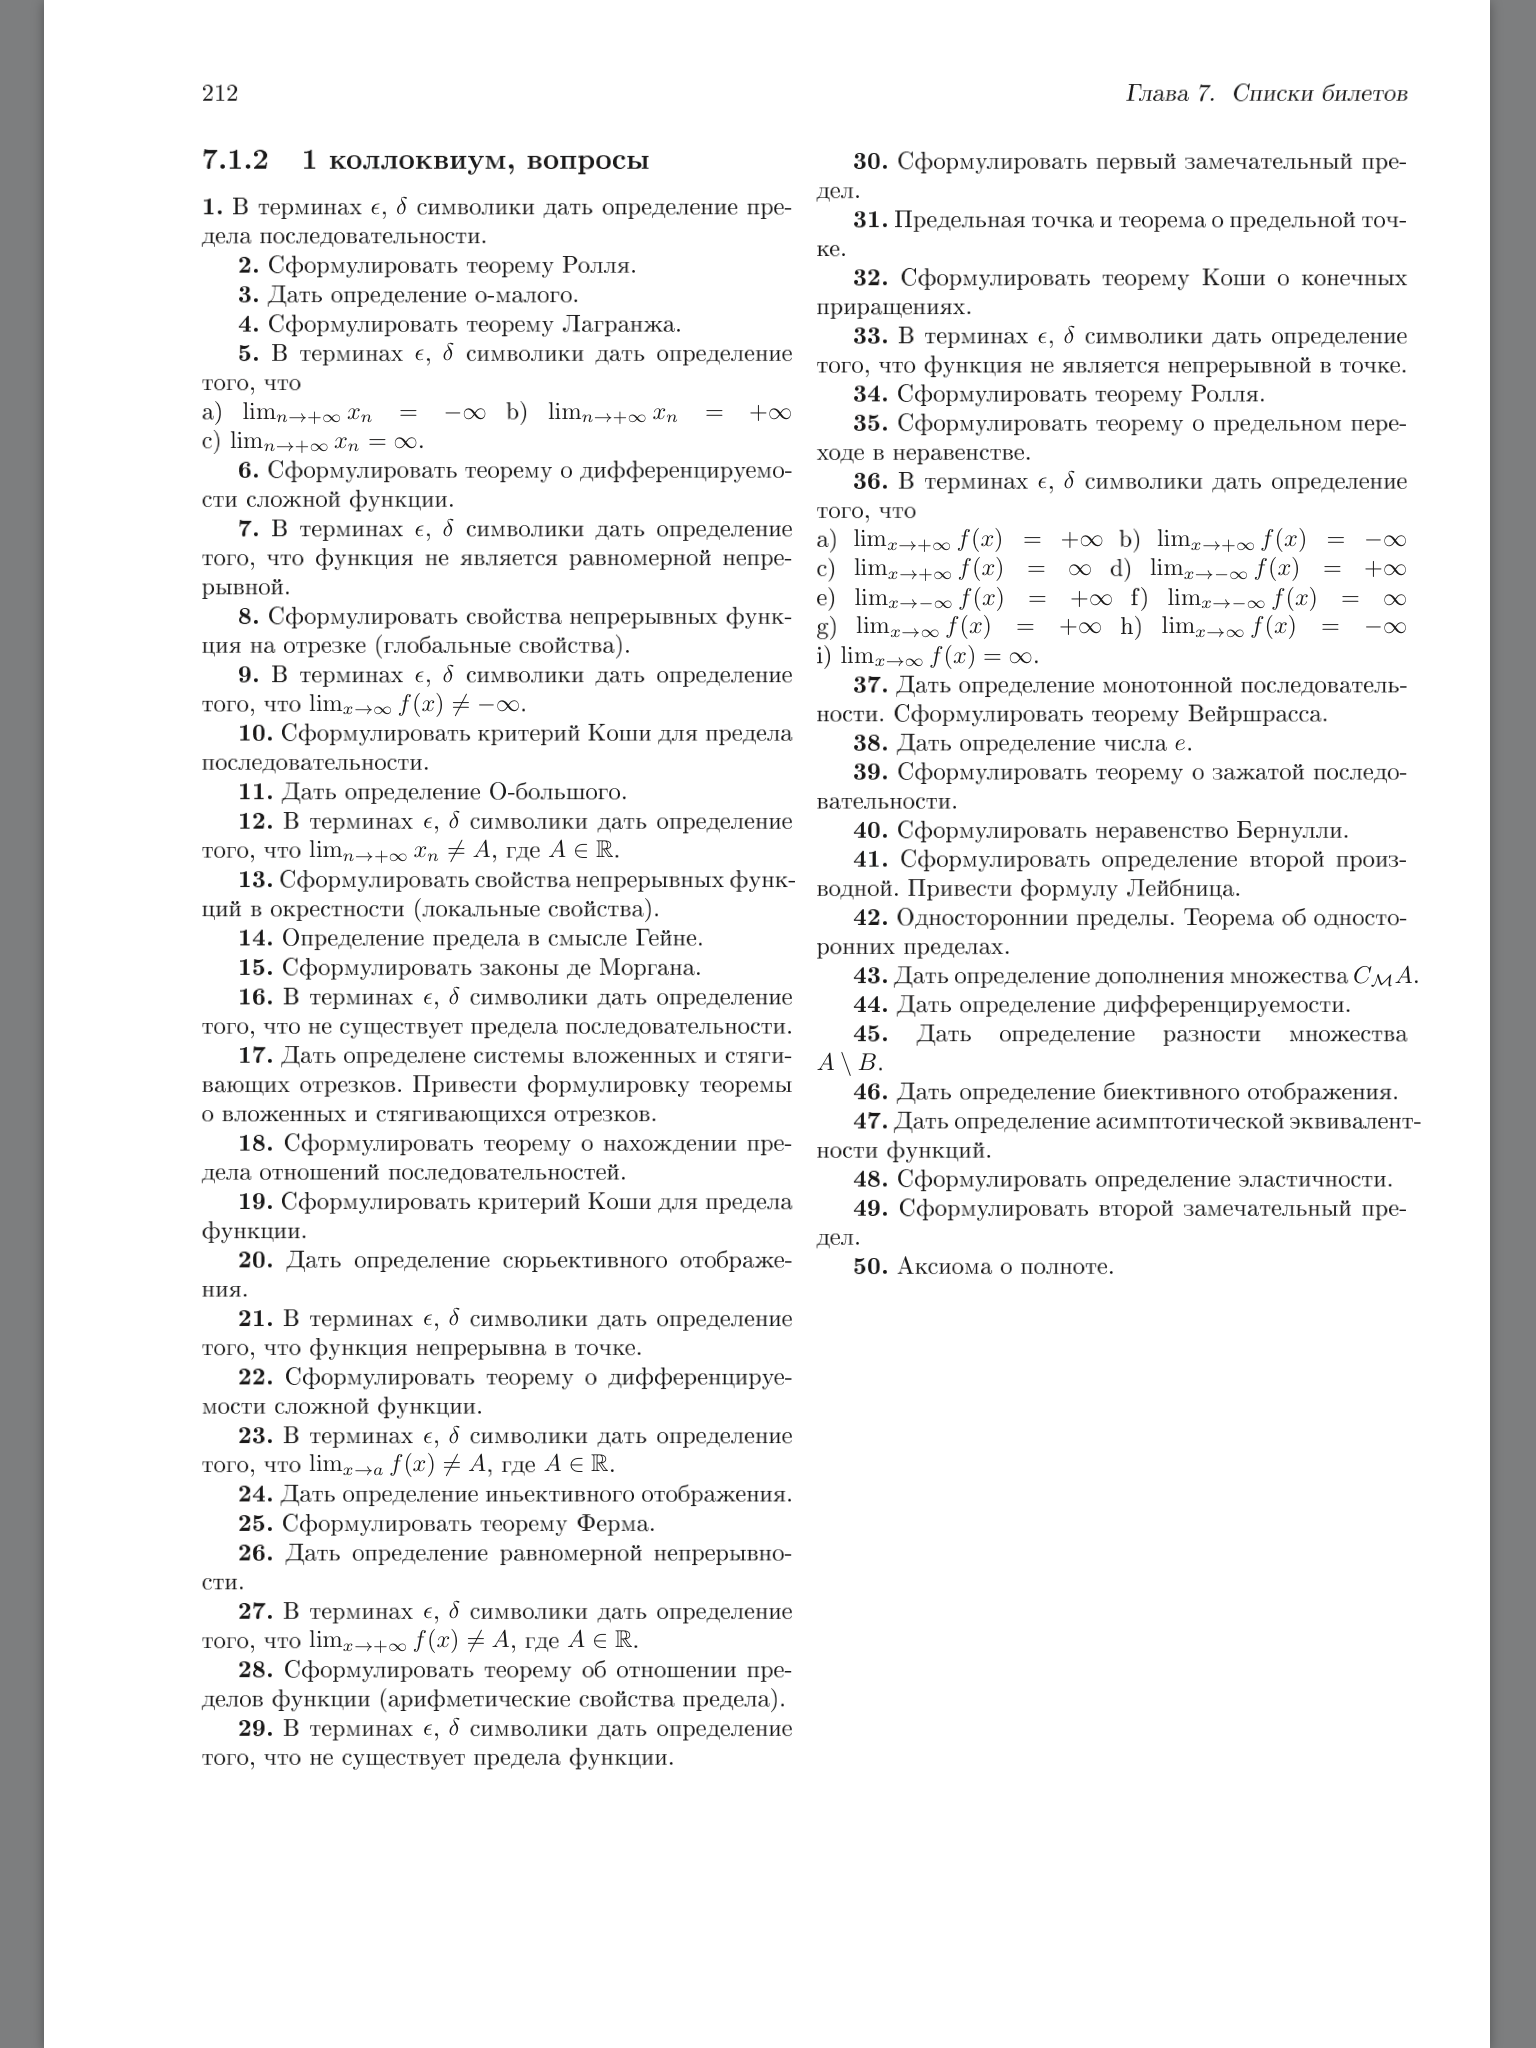 212
Глава 7. Списки билетов
7.1.2 1 коллоквиум, вопросы
1. В терминах ϵ, δ символики дать определение пре-
дела последовательности.
2. Сформулировать теорему Ролля.
3. Дать определение о-малого.
4. Сформулировать теорему Лагранжа.
5. В терминах ϵ, δ символики дать определение
того, что
a) lim_{n→+∞} x_n = −∞ b) lim_{n→+∞} x_n = +∞
c) lim_{n→+∞} x_n = ∞.
6. Сформулировать теорему о дифференцируемо-
сти сложной функции.
7. В терминах ϵ, δ символики дать определение
того, что функция не является равномерной непре-
рывной.
8. Сформулировать свойства непрерывных функ-
ция на отрезке (глобальные свойства).
9. В терминах ϵ, δ символики дать определение
того, что lim_{x→∞} f(x) ≠ −∞.
10. Сформулировать критерий Коши для предела
последовательности.
11. Дать определение О-большого.
12. В терминах ϵ, δ символики дать определение
того, что lim_{n→+∞} x_n ≠ A, где A ∈ ℝ.
13. Сформулировать свойства непрерывных функ-
ций в окрестности (локальные свойства).
14. Определение предела в смысле Гейне.
15. Сформулировать законы де Моргана.
16. В терминах ϵ, δ символики дать определение
того, что не существует предела последовательности.
17. Дать определене системы вложенных и стяги-
вающих отрезков. Привести формулировку теоремы
о вложенных и стягивающихся отрезков.
18. Сформулировать теорему о нахождении пре-
дела отношений последовательностей.
19. Сформулировать критерий Коши для предела
функции.
20. Дать определение сюрьективного отображе-
ния.
21. В терминах ϵ, δ символики дать определение
того, что функция непрерывна в точке.
22. Сформулировать теорему о дифференцируе-
мости сложной функции.
23. В терминах ϵ, δ символики дать определение
того, что lim_{x→a} f(x) ≠ A, где A ∈ ℝ.
24. Дать определение иньективного отображения.
25. Сформулировать теорему Ферма.
26. Дать определение равномерной непрерывно-
сти.
27. В терминах ϵ, δ символики дать определение
того, что lim_{x→+∞} f(x) ≠ A, где A ∈ ℝ.
28. Сформулировать теорему об отношении пре-
делов функции (арифметические свойства предела).
29. В терминах ϵ, δ символики дать определение
того, что не существует предела функции.
30. Сформулировать первый замечательный пре-
дел.
31. Предельная точка и теорема о предельной точ-
ке.
32. Сформулировать теорему Коши о конечных
приращениях.
33. В терминах ϵ, δ символики дать определение
того, что функция не является непрерывной в точке.
34. Сформулировать теорему Ролля.
35. Сформулировать теорему о предельном пере-
ходе в неравенстве.
36. В терминах ϵ, δ символики дать определение
того, что
a) lim_{x→+∞} f(x) = +∞ b) lim_{x→+∞} f(x) = −∞
c) lim_{x→+∞} f(x) = ∞ d) lim_{x→−∞} f(x) = +∞
e) lim_{x→−∞} f(x) = +∞ f) lim_{x→−∞} f(x) = ∞
g) lim_{x→∞} f(x) = +∞ h) lim_{x→∞} f(x) = −∞
i) lim_{x→∞} f(x) = ∞.
37. Дать определение монотонной последователь-
ности. Сформулировать теорему Вейршрасса.
38. Дать определение числа e.
39. Сформулировать теорему о зажатой последо-
вательности.
40. Сформулировать неравенство Бернулли.
41. Сформулировать определение второй произ-
водной. Привести формулу Лейбница.
42. Одностороннии пределы. Теорема об односто-
ронних пределах.
43. Дать определение дополнения множества C_ℳ A.
44. Дать определение дифференцируемости.
45. Дать определение разности множества
A \ B.
46. Дать определение биективного отображения.
47. Дать определение асимптотической эквивалент-
ности функций.
48. Сформулировать определение эластичности.
49. Сформулировать второй замечательный пре-
дел.
50. Аксиома о полноте.